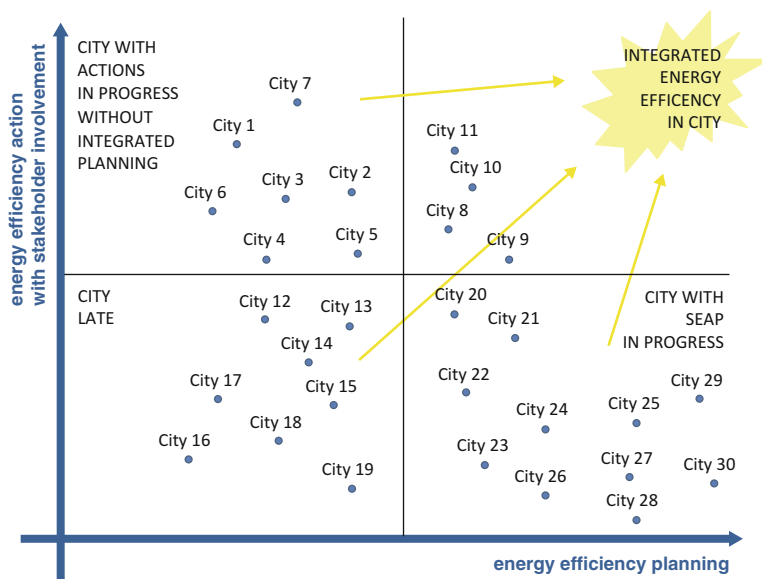 CITY WITH
ACTIONS
IN PROGRESS
WITHOUT
INTEGRATED
PLANNING
INTEGRATED
ENERGY
EFFICENCY
IN CITY
City 7
City 1
City 11
City 10
City 6
City 3
City 2
City 8
City 4
City 5
City 9
energy efficiency action
with stakeholder involvement
CITY
LATE
CITY WITH
SEAP
IN PROGRESS
City 12
City 13
City 20
City 21
City 14
City 17
City 15
City 22
City 29
City 24
City 25
City 18
City 16
City 23
City 19
City 26
City 27
City 30
City 28
energy efficiency planning